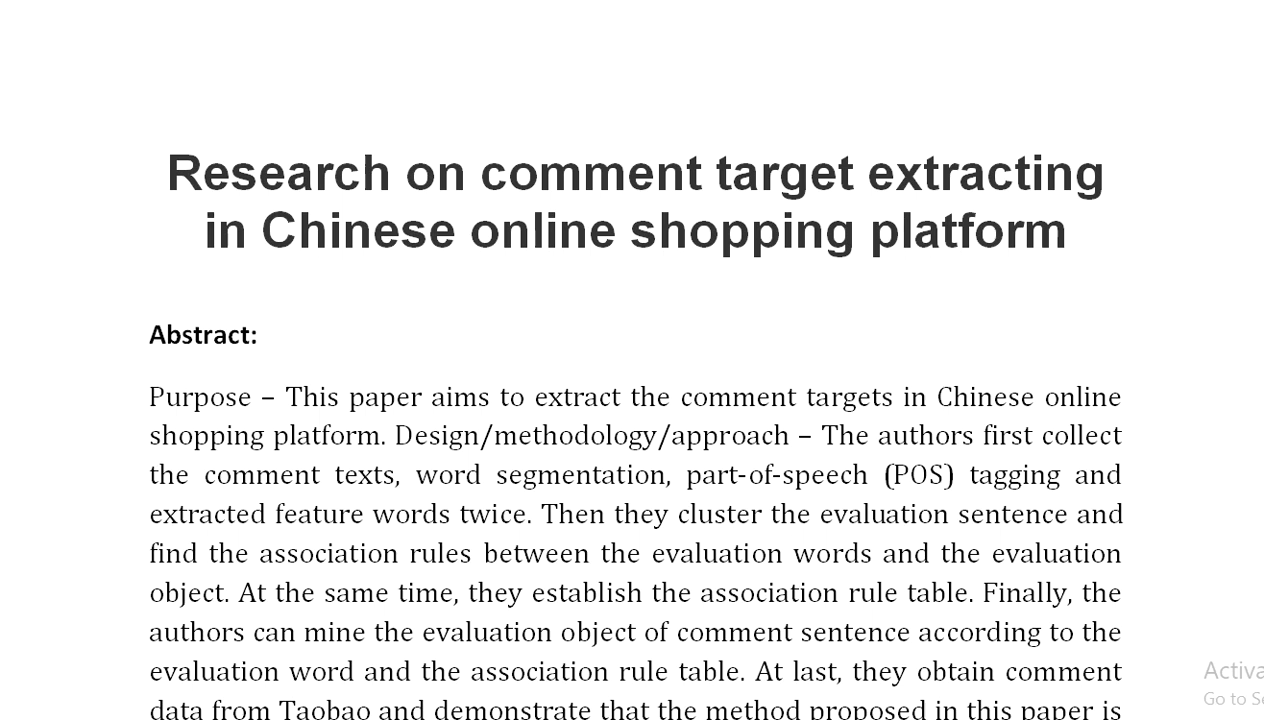 Research on comment target extracting
in Chinese online shopping platform
Abstract:
Purpose – This paper aims to extract the comment targets in Chinese online
shopping platform. Design/methodology/approach – The authors first collect
the comment texts, word segmentation, part-of-speech (POS) tagging and
extracted feature words twice. Then they cluster the evaluation sentence and
find the association rules between the evaluation words and the evaluation
object. At the same time, they establish the association rule table. Finally, the
authors can mine the evaluation object of comment sentence according to the
evaluation word and the association rule table. At last, they obtain comment
data from Taobao and demonstrate that the method proposed in this paper is
Activa
Go to Se